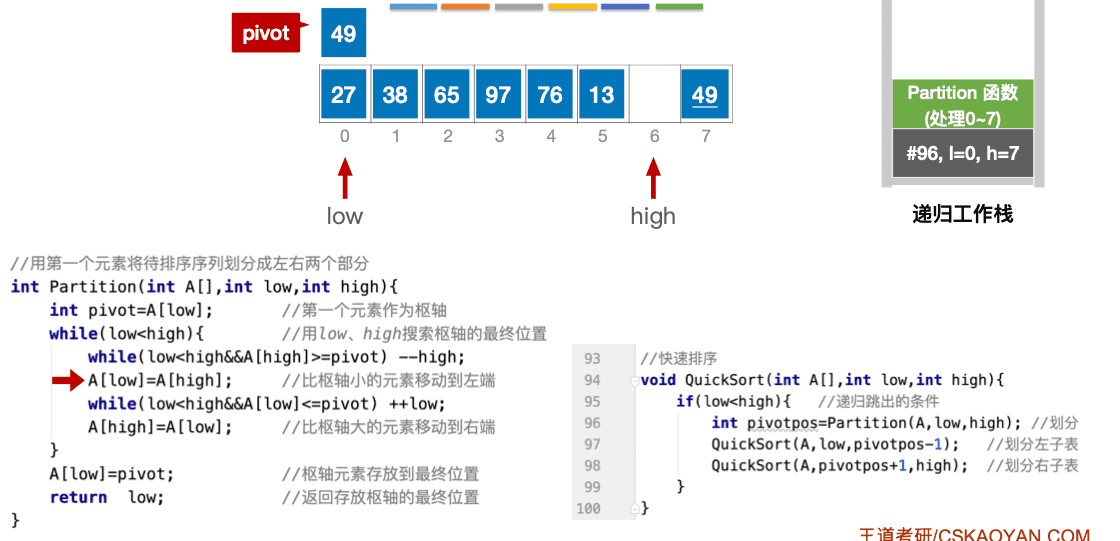 pivot
49
27 38 65 97 76 13 49
0 1 2 3 4 5 6 7
low high
Partition 函数
(处理0~7)
#96, l=0, h=7
递归工作栈
//用第一个元素将待排序序列划分成左右两个部分
int Partition(int A[],int low,int high){
int pivot=A[low]; //第一个元素作为枢轴
while(low<high){ //用low、high搜索枢轴的最终位置
while(low<high&&A[high]>=pivot) --high;
A[low]=A[high]; //比枢轴小的元素移动到左端
while(low<high&&A[low]<=pivot) ++low;
A[high]=A[low]; //比枢轴大的元素移动到右端
}
A[low]=pivot; //枢轴元素存放到最终位置
return low; //返回存放枢轴的最终位置
}
93 //快速排序
94 void QuickSort(int A[],int low,int high){
95 if(low<high){ //递归跳出的条件
96 int pivotpos=Partition(A,low,high); //划分
97 QuickSort(A,low,pivotpos-1); //划分左子表
98 QuickSort(A,pivotpos+1,high); //划分右子表
99 }
100 }
王道考研/CSKAOYAN.COM